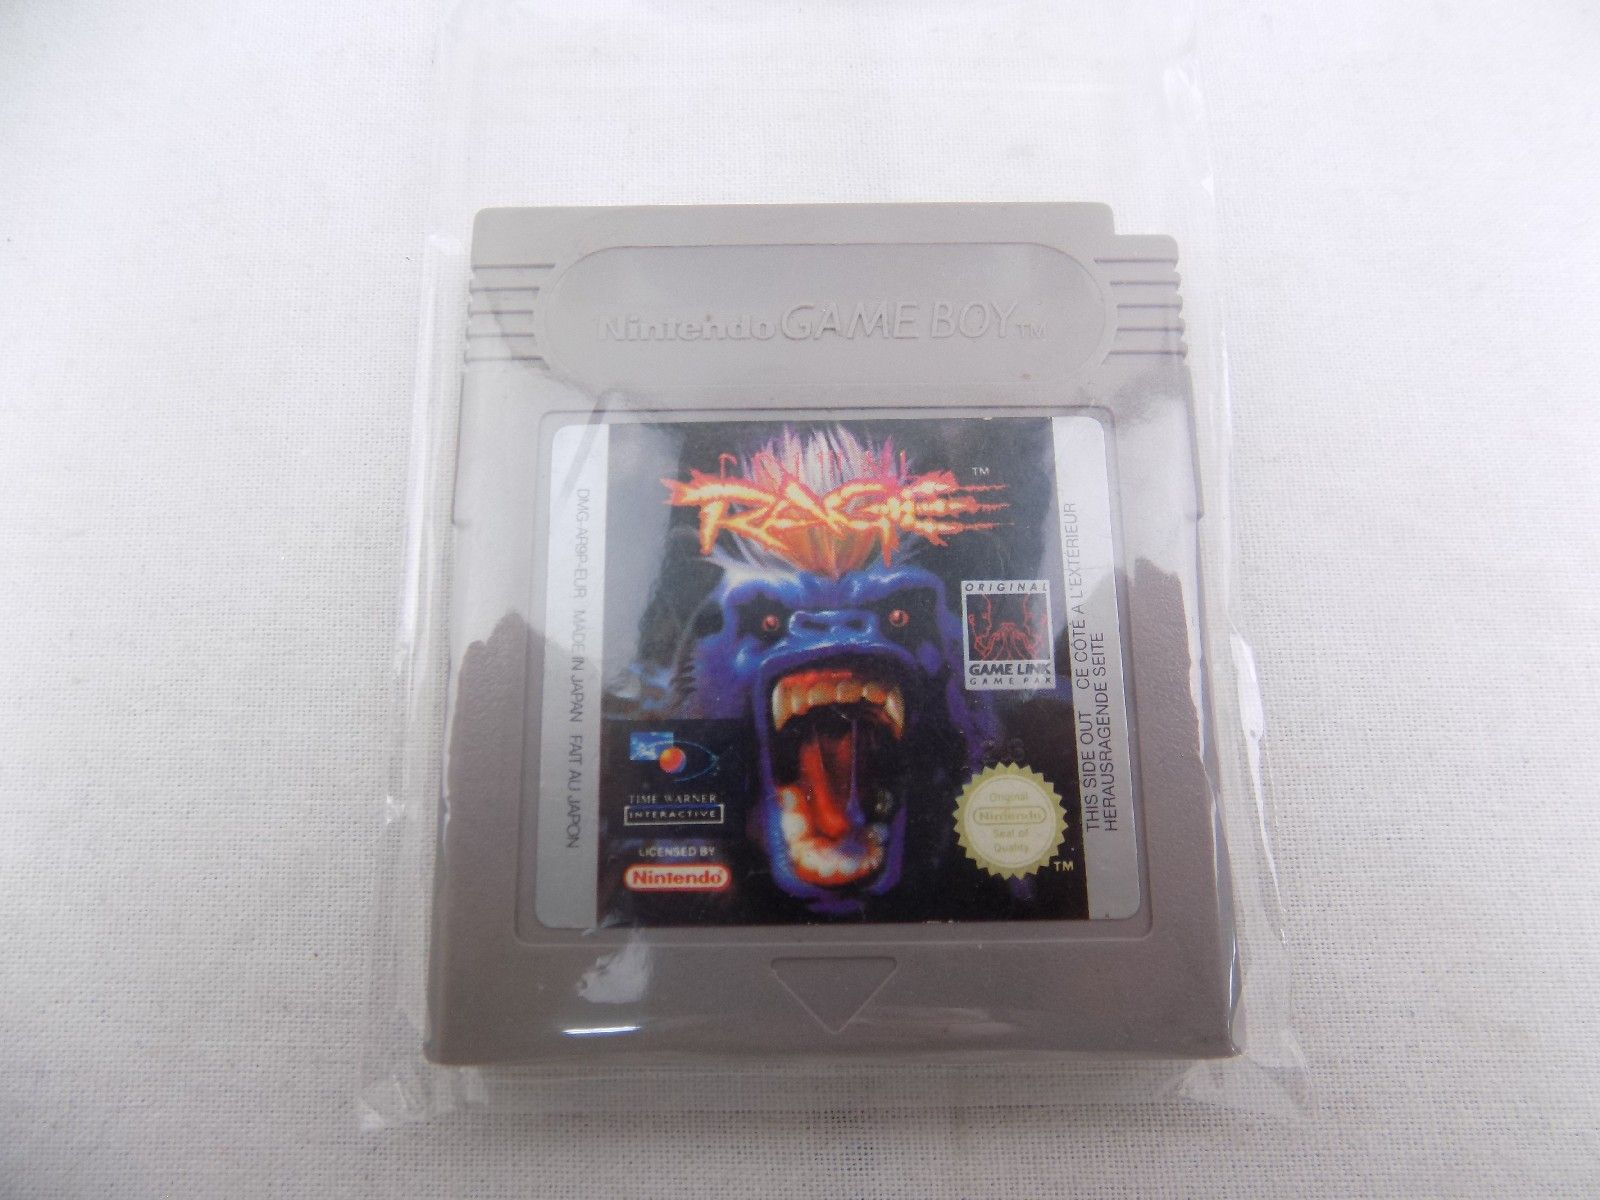 Nintendo GAME BOY TM
PRIMAL
RAGE TM
ORIGINAL
GAME LINK
GAME PAK
TIME WARNER
INTERACTIVE
LICENSED BY
Nintendo
Original
Nintendo
Seal of
Quality
TM
DMG-AR9P-EUR MADE IN JAPAN FAIT AU JAPON
THIS SIDE OUT CE CÔTÉ À L'EXTÉRIEUR
HERAUSRAGENDE SEITE